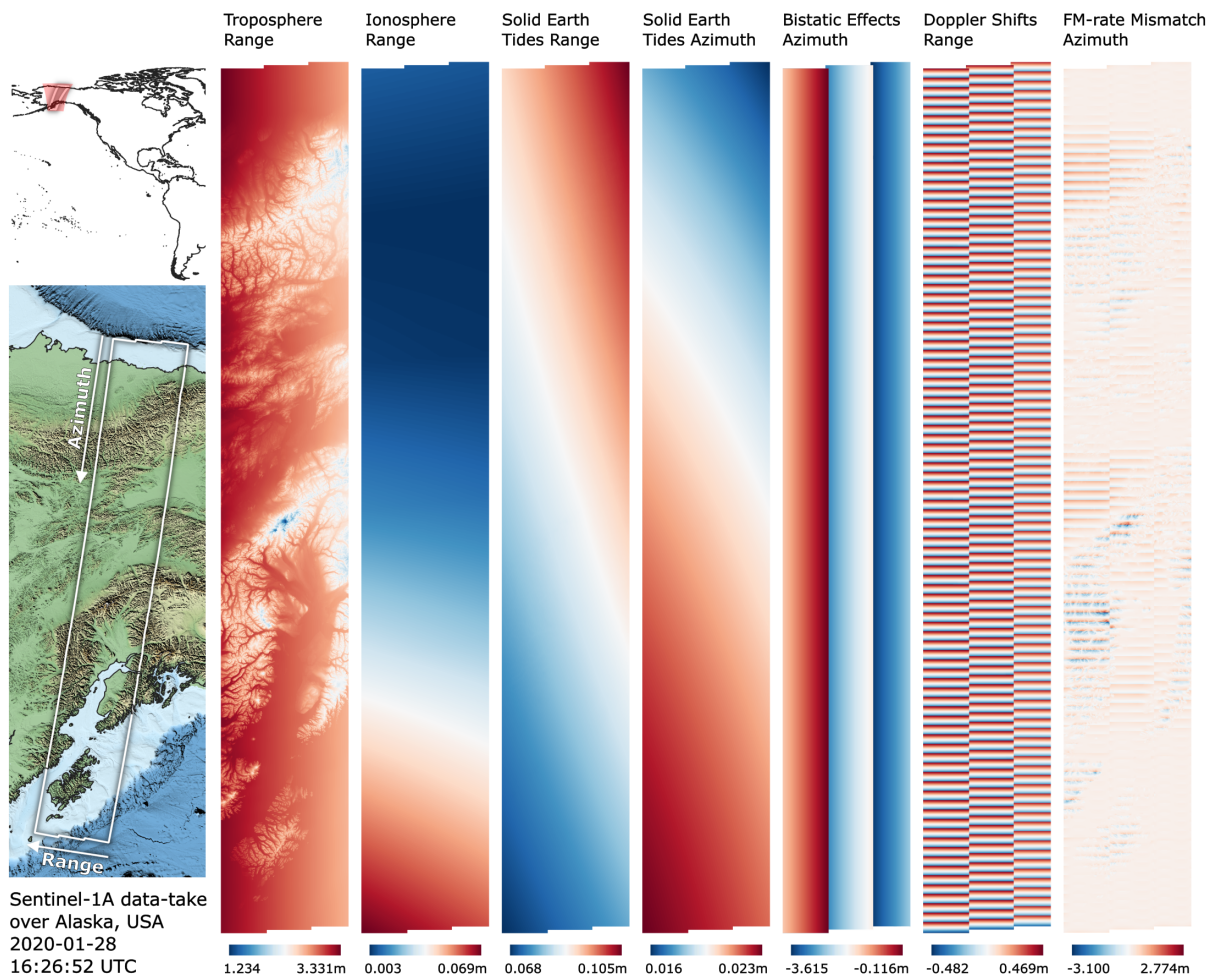 Troposphere
Range
Ionosphere
Range
Solid Earth
Tides Range
Solid Earth
Tides Azimuth
Bistatic Effects
Azimuth
Doppler Shifts
Range
FM-rate Mismatch
Azimuth
Azimuth
Range
Sentinel-1A data-take
over Alaska, USA
2020-01-28
16:26:52 UTC
1.234 3.331m
0.003 0.069m
0.068 0.105m
0.016 0.023m
-3.615 -0.116m
-0.482 0.469m
-3.310 2.774m